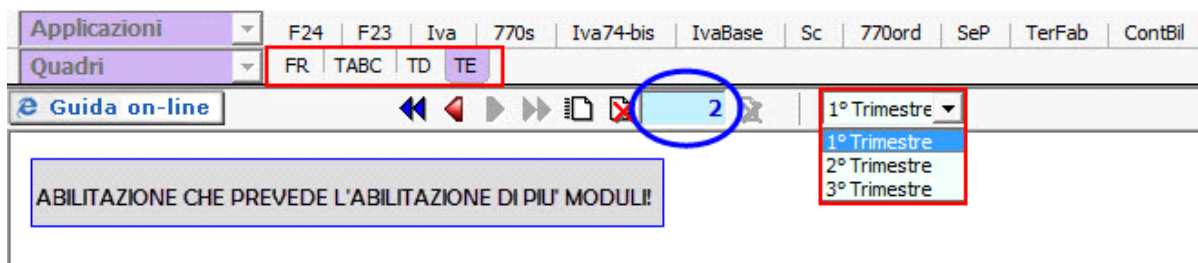 Applicazioni F24 F23 Iva 770s Iva74-bis IvaBase Sc 770ord SeP TerFab ContBil
Quadri FR TABC TD TE
Guida on-line 2 1° Trimestre
1° Trimestre
2° Trimestre
3° Trimestre
ABILITAZIONE CHE PREVEDE L'ABILITAZIONE DI PIU' MODULI!